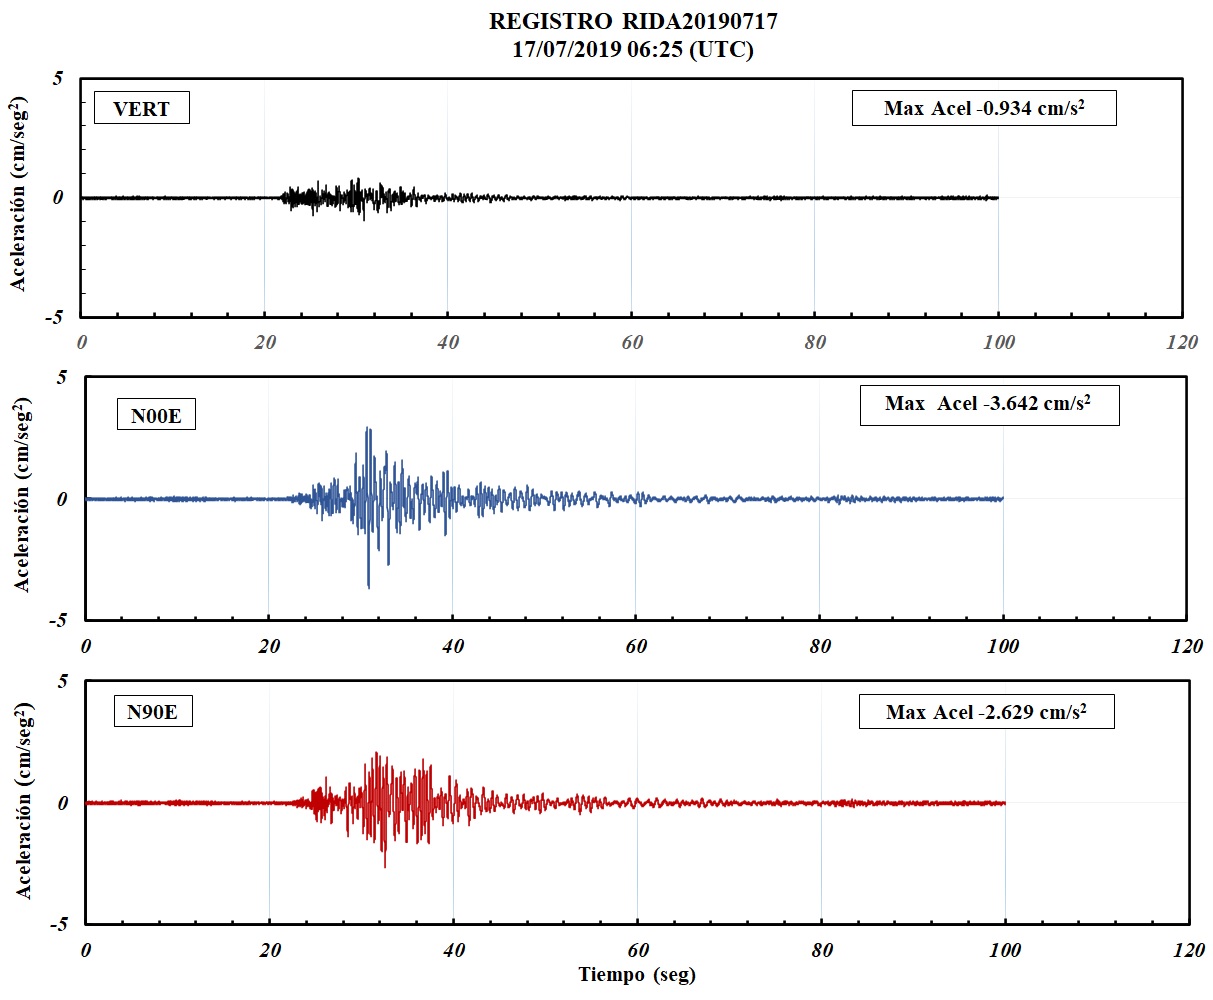 REGISTRO RIDA20190717
17/07/2019 06:25 (UTC)
VERT
Max Acel -0.934 cm/s²
Aceleración (cm/seg²)
5
0
-5
0 20 40 60 80 100 120
N00E
Max Acel -3.642 cm/s²
Aceleración (cm/seg²)
5
0
-5
0 20 40 60 80 100 120
N90E
Max Acel -2.629 cm/s²
Aceleración (cm/seg²)
5
0
-5
0 20 40 60 80 100 120
Tiempo (seg)